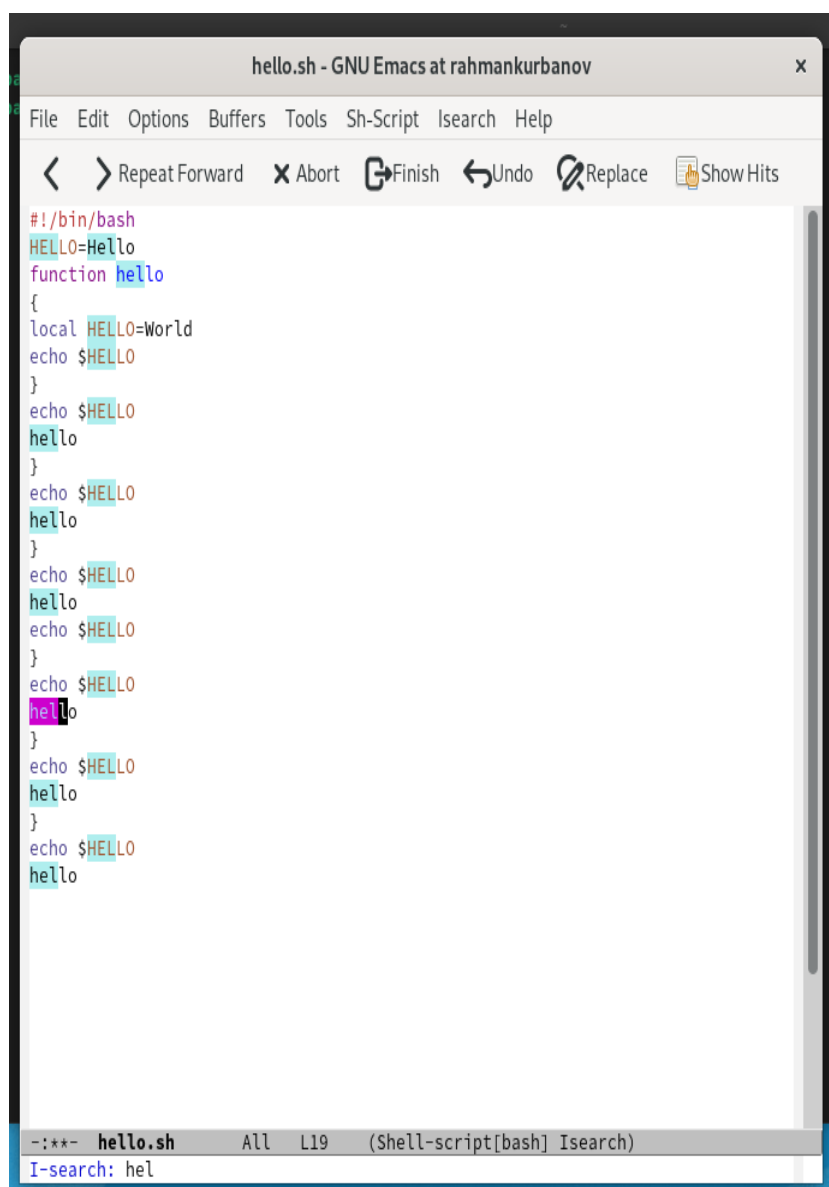 hello.sh - GNU Emacs at rahmankurbanov x
File Edit Options Buffers Tools Sh-Script Isearch Help
Repeat Forward Abort Finish Undo Replace Show Hits
#!/bin/bash
HELLO=Hello
function hello
{
local HELLO=World
echo $HELLO
}
echo $HELLO
hello
}
echo $HELLO
hello
}
echo $HELLO
hello
echo $HELLO
}
echo $HELLO
hello
}
echo $HELLO
hello
}
echo $HELLO
hello
-:**- hello.sh All L19 (Shell-script[bash] Isearch)
I-search: hel